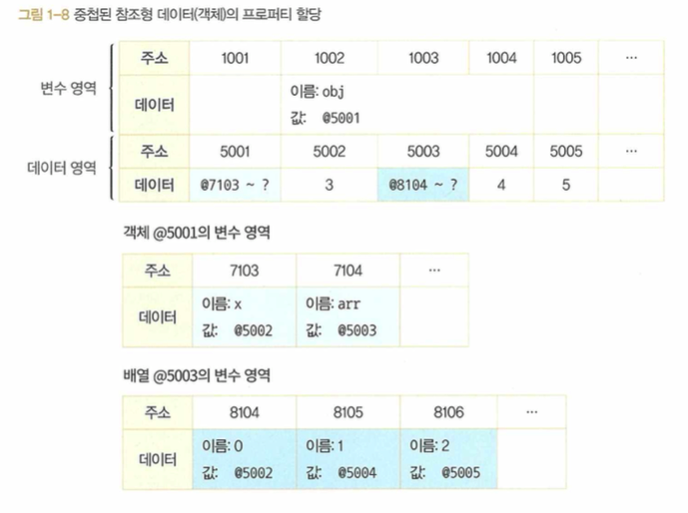 그림 1-8 중첩된 참조형 데이터(객체)의 프로퍼티 할당
변수 영역
주소 1001 1002 1003 1004 1005 …
데이터 이름: obj
값: @5001
데이터 영역
주소 5001 5002 5003 5004 5005 …
데이터 @7103 ~ ? 3 @8104 ~ ? 4 5
객체 @5001의 변수 영역
주소 7103 7104 …
데이터 이름: x 이름: arr
값: @5002 값: @5003
배열 @5003의 변수 영역
주소 8104 8105 8106 …
데이터 이름: 0 이름: 1 이름: 2
값: @5002 값: @5004 값: @5005